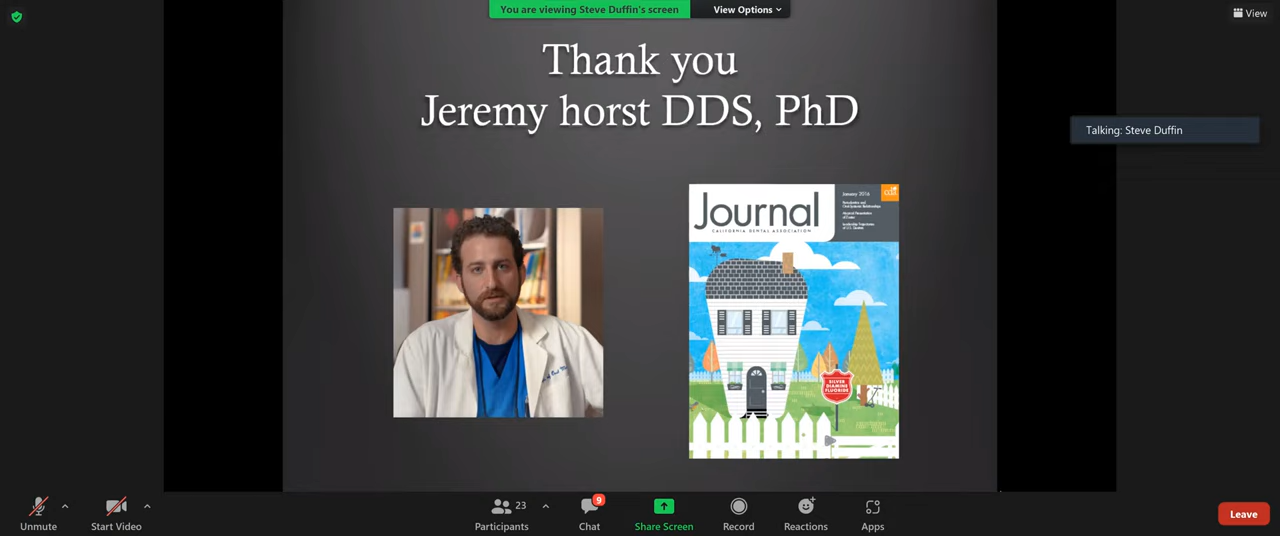 You are viewing Steve Duffin's screen
View Options
View
Thank you
Jeremy horst DDS, PhD
Talking: Steve Duffin
Journal
CALIFORNIA DENTAL ASSOCIATION
January 2016
SILVER
DIAMINE
FLUORIDE
Unmute
Start Video
23
Participants
9
Chat
Share Screen
Record
Reactions
Apps
Leave